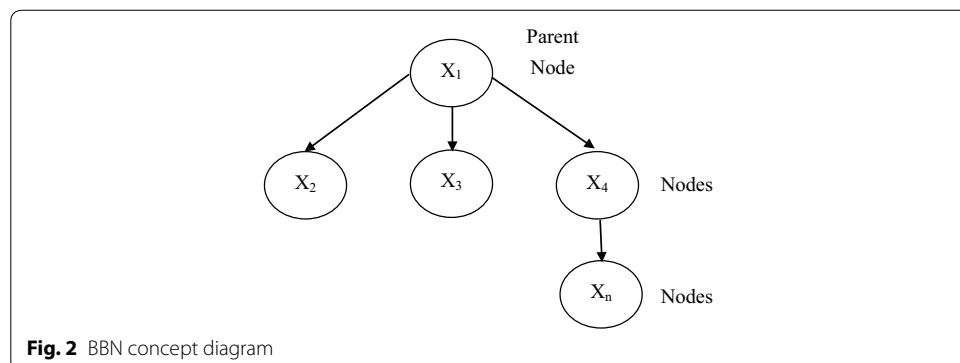 Parent
Node
X₁
X₂ X₃ X₄ Nodes
Xₙ Nodes
Fig. 2 BBN concept diagram